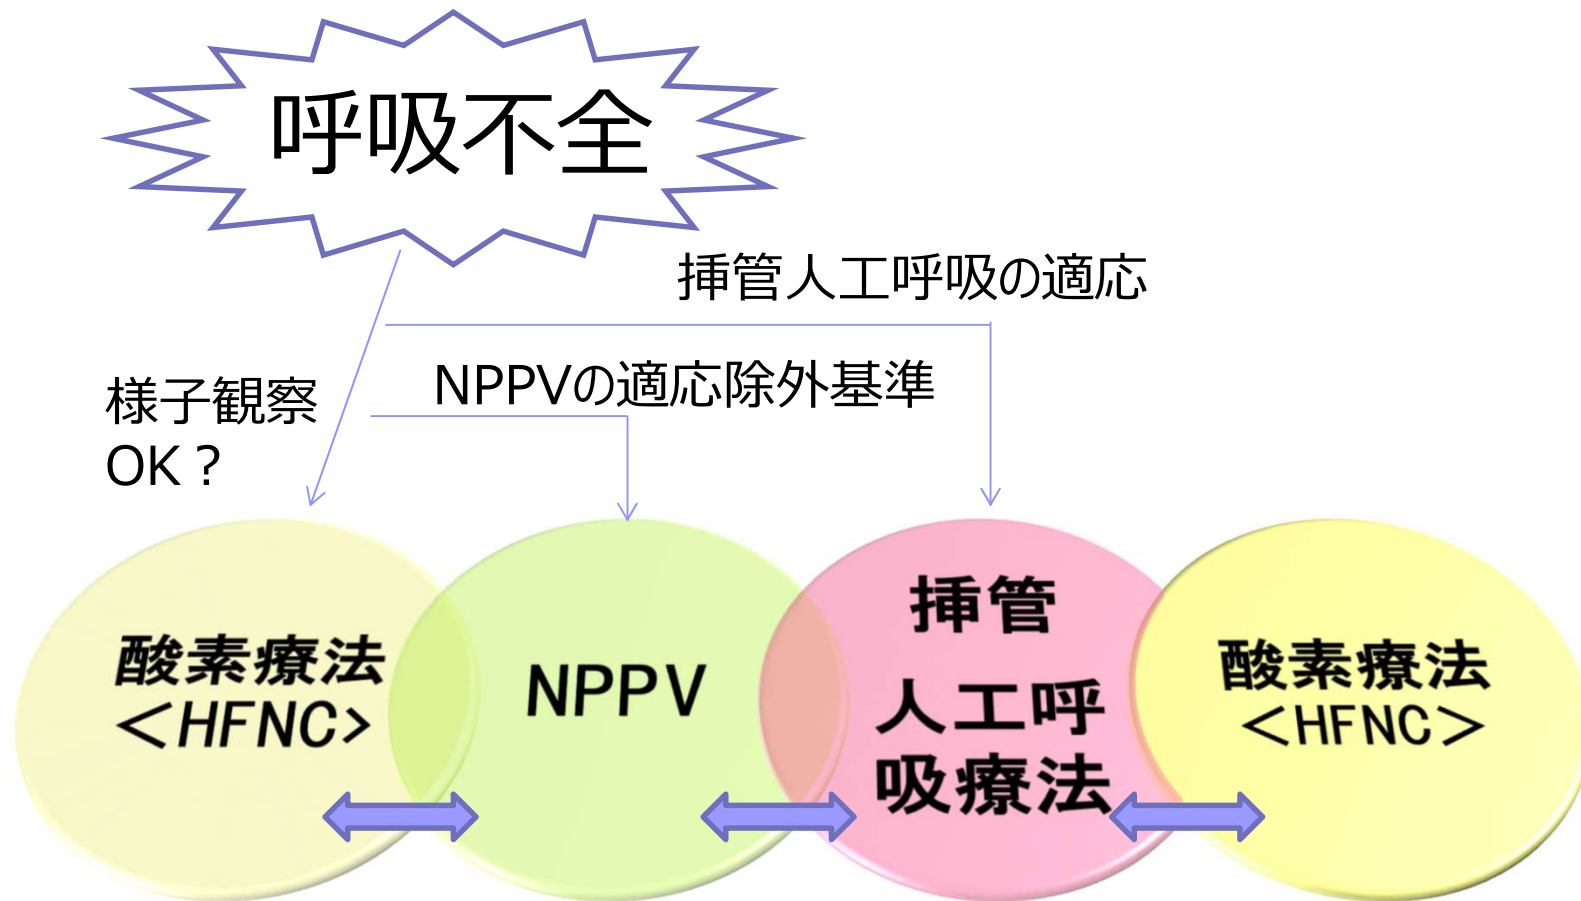 呼吸不全
挿管人工呼吸の適応
NPPVの適応除外基準
様子観察
OK？
酸素療法
＜HFNC＞
NPPV
挿管
人工呼
吸療法
酸素療法
＜HFNC＞